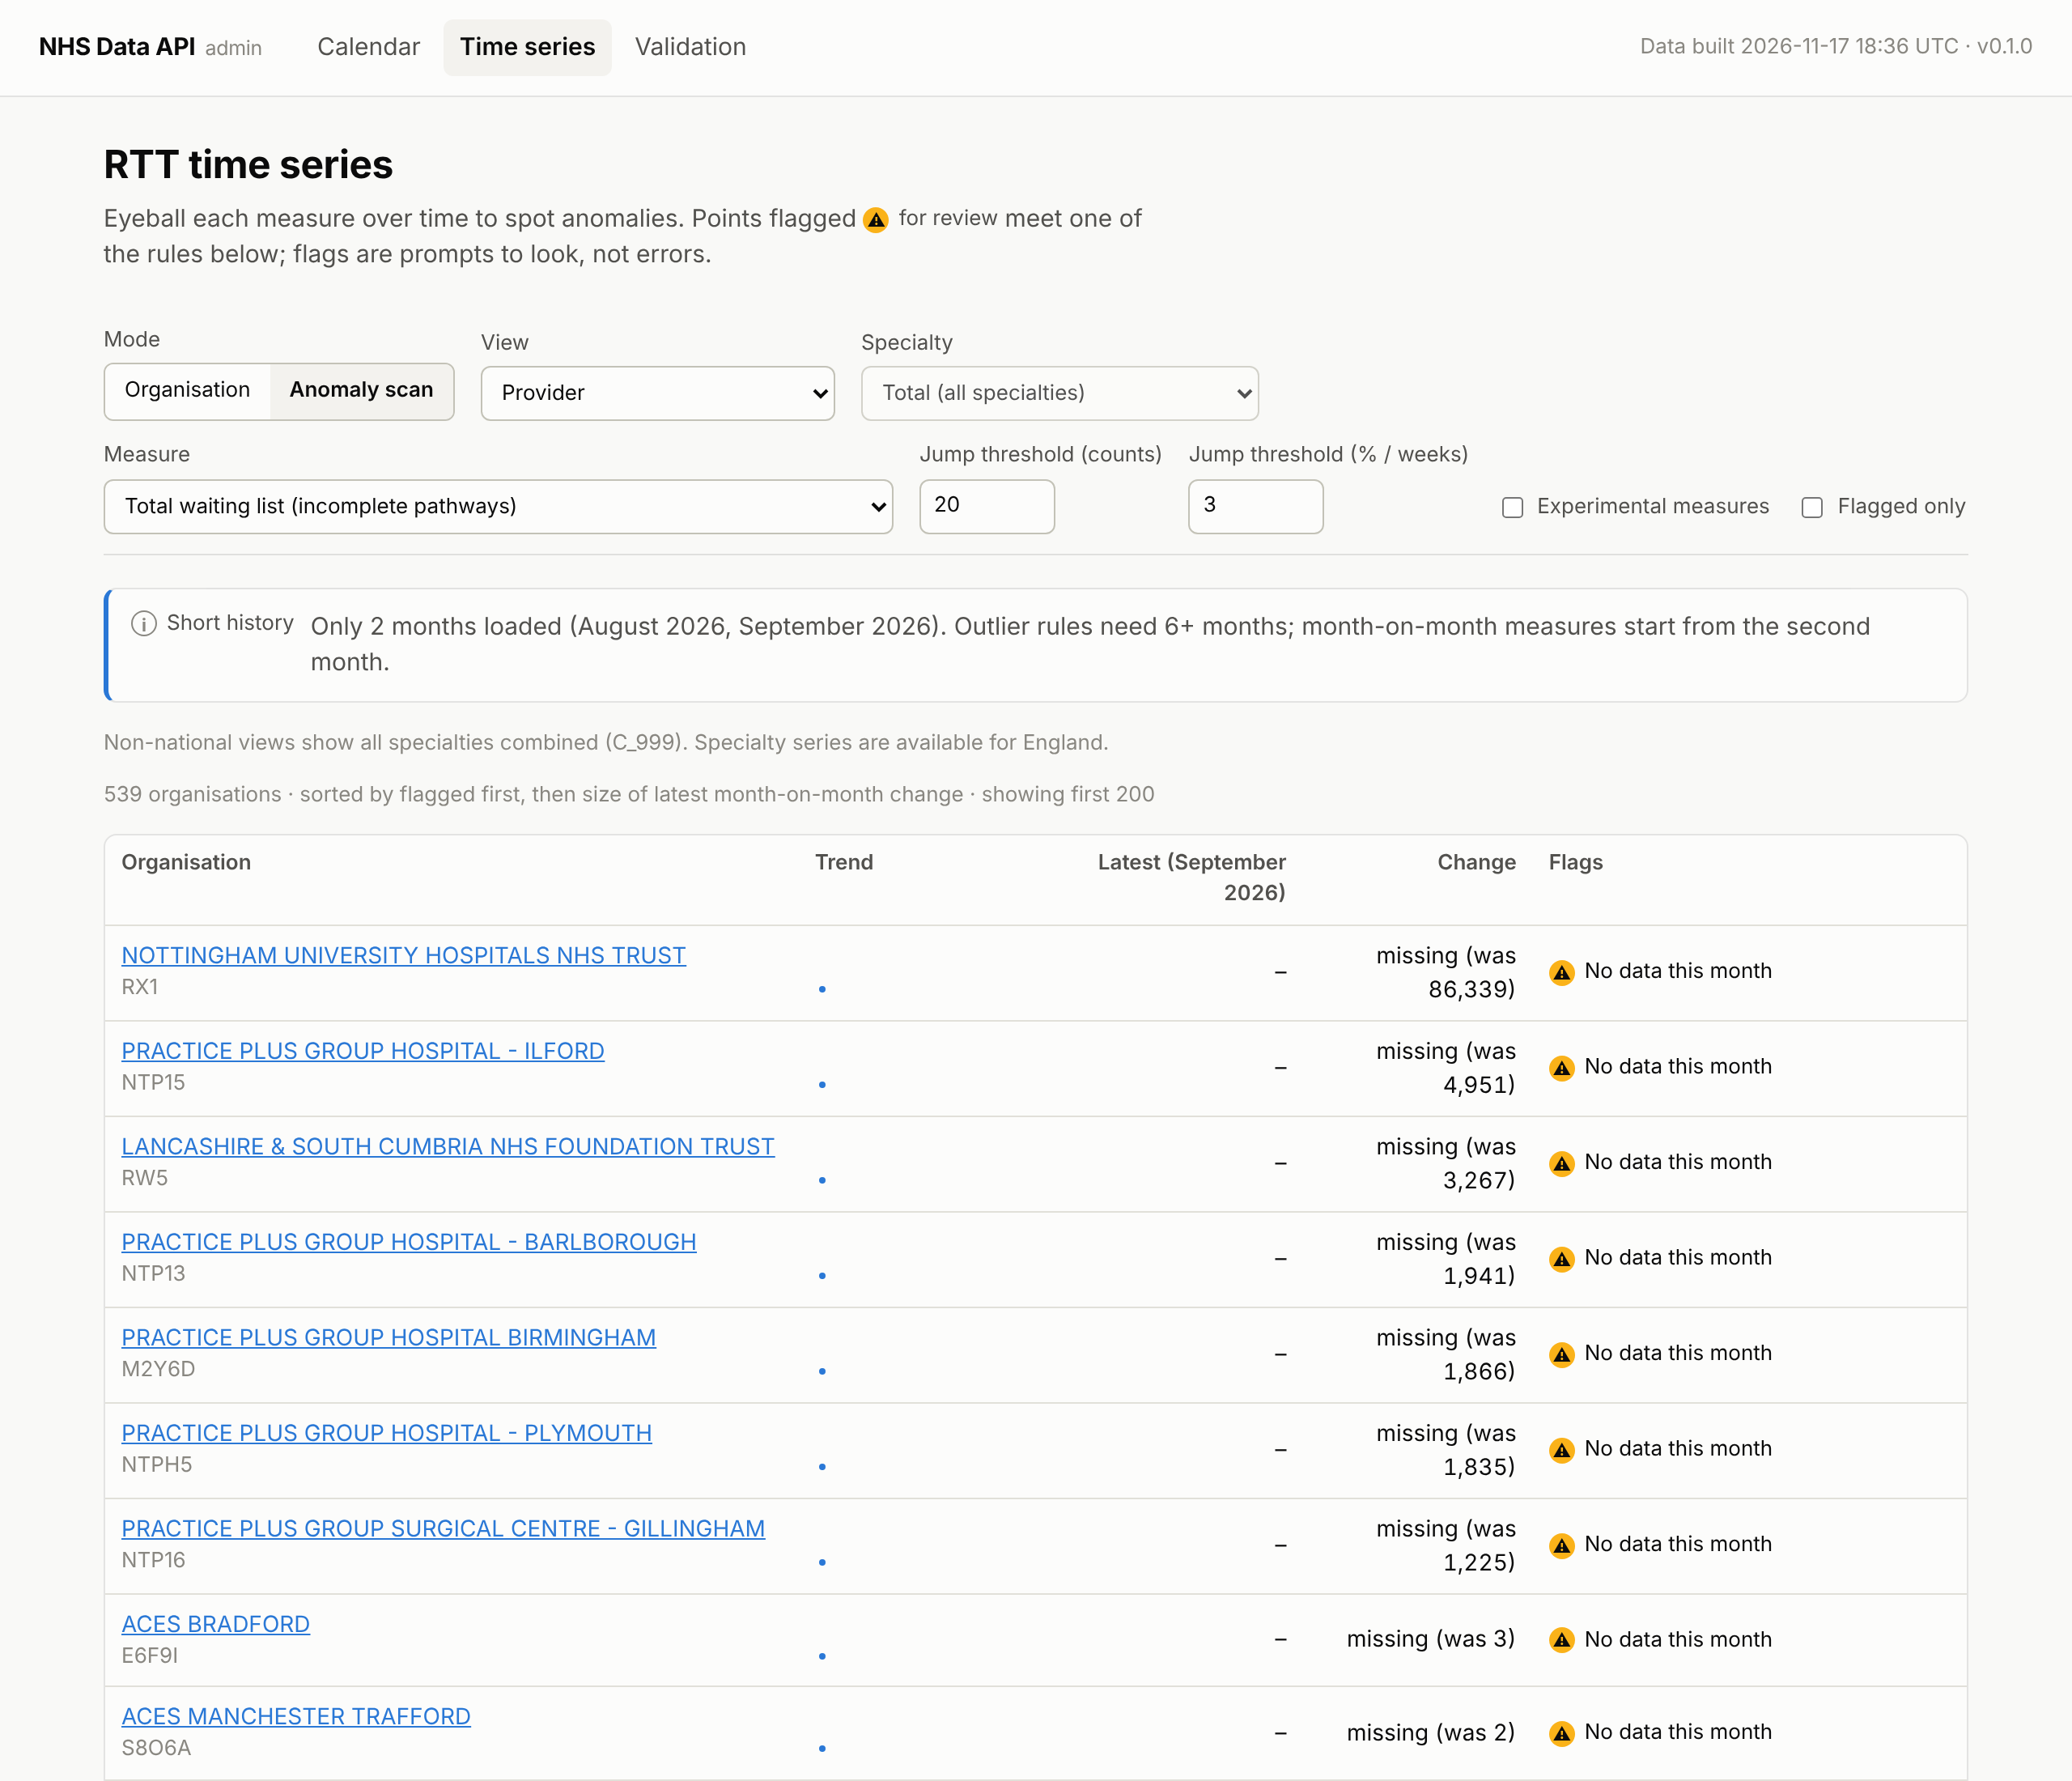 NHS Data API admin Calendar Time series Validation Data built 2026-11-17 18:36 UTC · v0.1.0
RTT time series
Eyeball each measure over time to spot anomalies. Points flagged for review meet one of
the rules below; flags are prompts to look, not errors.
Mode View Specialty
Organisation Anomaly scan Provider Total (all specialties)
Measure Jump threshold (counts) Jump threshold (% / weeks)
Total waiting list (incomplete pathways) 20 3 Experimental measures Flagged only
Short history Only 2 months loaded (August 2026, September 2026). Outlier rules need 6+ months; month-on-month measures start from the second
month.
Non-national views show all specialties combined (C_999). Specialty series are available for England.
539 organisations · sorted by flagged first, then size of latest month-on-month change · showing first 200
Organisation Trend Latest (September
2026) Change Flags
NOTTINGHAM UNIVERSITY HOSPITALS NHS TRUST
RX1
– missing (was
86,339) No data this month
PRACTICE PLUS GROUP HOSPITAL - ILFORD
NTP15
– missing (was
4,951) No data this month
LANCASHIRE & SOUTH CUMBRIA NHS FOUNDATION TRUST
RW5
– missing (was
3,267) No data this month
PRACTICE PLUS GROUP HOSPITAL - BARLBOROUGH
NTP13
– missing (was
1,941) No data this month
PRACTICE PLUS GROUP HOSPITAL BIRMINGHAM
M2Y6D
– missing (was
1,866) No data this month
PRACTICE PLUS GROUP HOSPITAL - PLYMOUTH
NTPH5
– missing (was
1,835) No data this month
PRACTICE PLUS GROUP SURGICAL CENTRE - GILLINGHAM
NTP16
– missing (was
1,225) No data this month
ACES BRADFORD
E6F9I
– missing (was 3) No data this month
ACES MANCHESTER TRAFFORD
S8O6A
– missing (was 2) No data this month